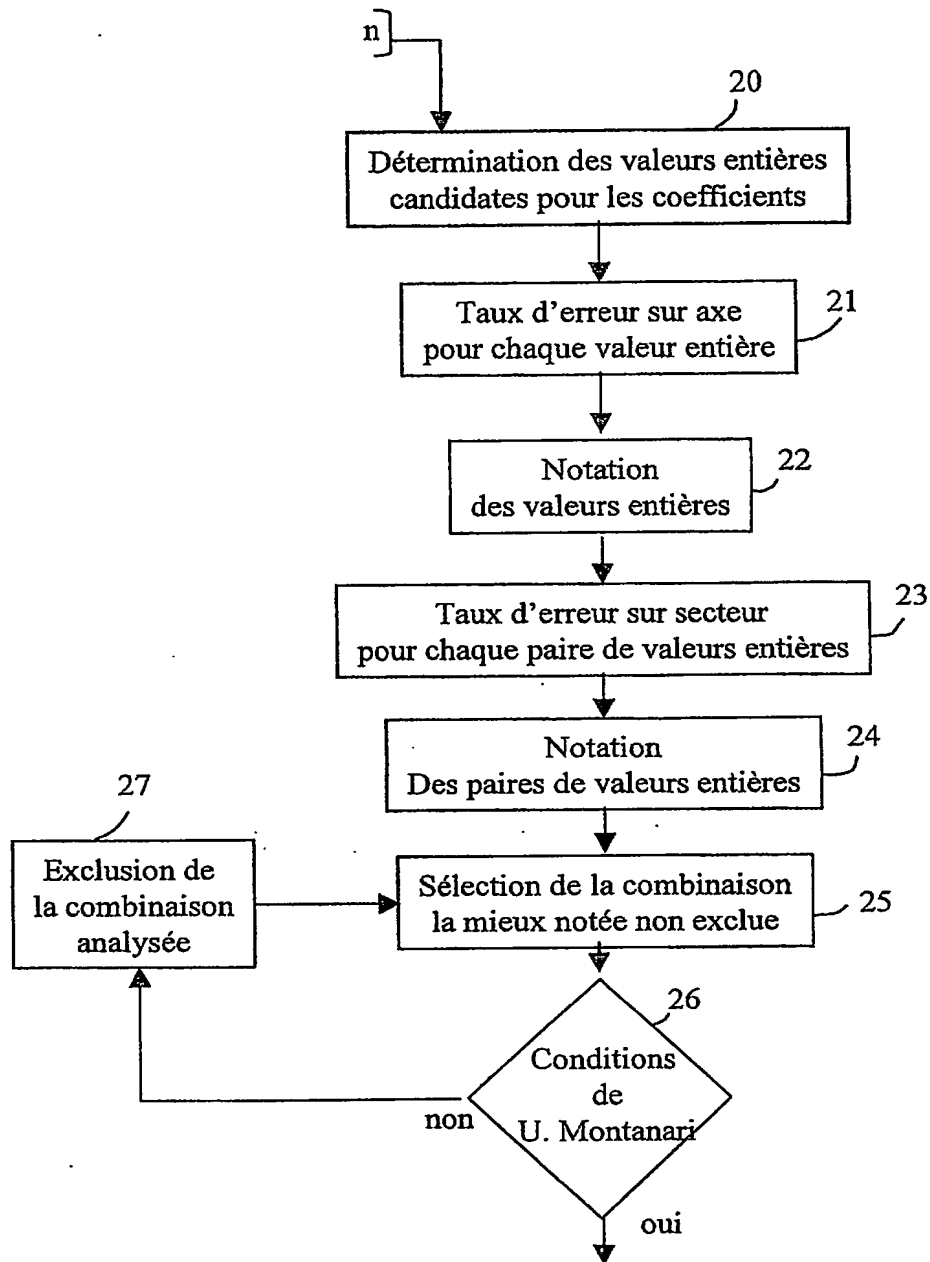 n
20
Détermination des valeurs entières
candidates pour les coefficients
21
Taux d'erreur sur axe
pour chaque valeur entière
22
Notation
des valeurs entières
23
Taux d'erreur sur secteur
pour chaque paire de valeurs entières
24
Notation
Des paires de valeurs entières
27
Exclusion de
la combinaison
analysée
Sélection de la combinaison
la mieux notée non exclue
25
26
Conditions
de
U. Montanari
non
oui